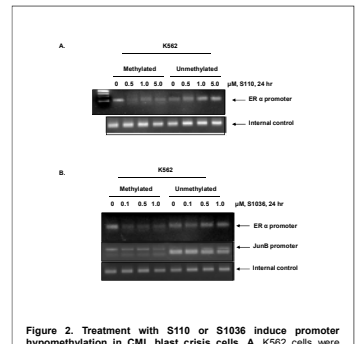 A.
K562
Methylated Unmethylated
0 0.5 1.0 5.0 0 0.5 1.0 5.0 µM, S110, 24 hr
ER α promoter
Internal control
B.
K562
Methylated Unmethylated
0 0.1 0.5 1.0 0 0.1 0.5 1.0 µM, S1036, 24 hr
ER α promoter
JunB promoter
Internal control
Figure 2. Treatment with S110 or S1036 induce promoter
hypomethylation in CML blast crisis cells. A. K562 cells were